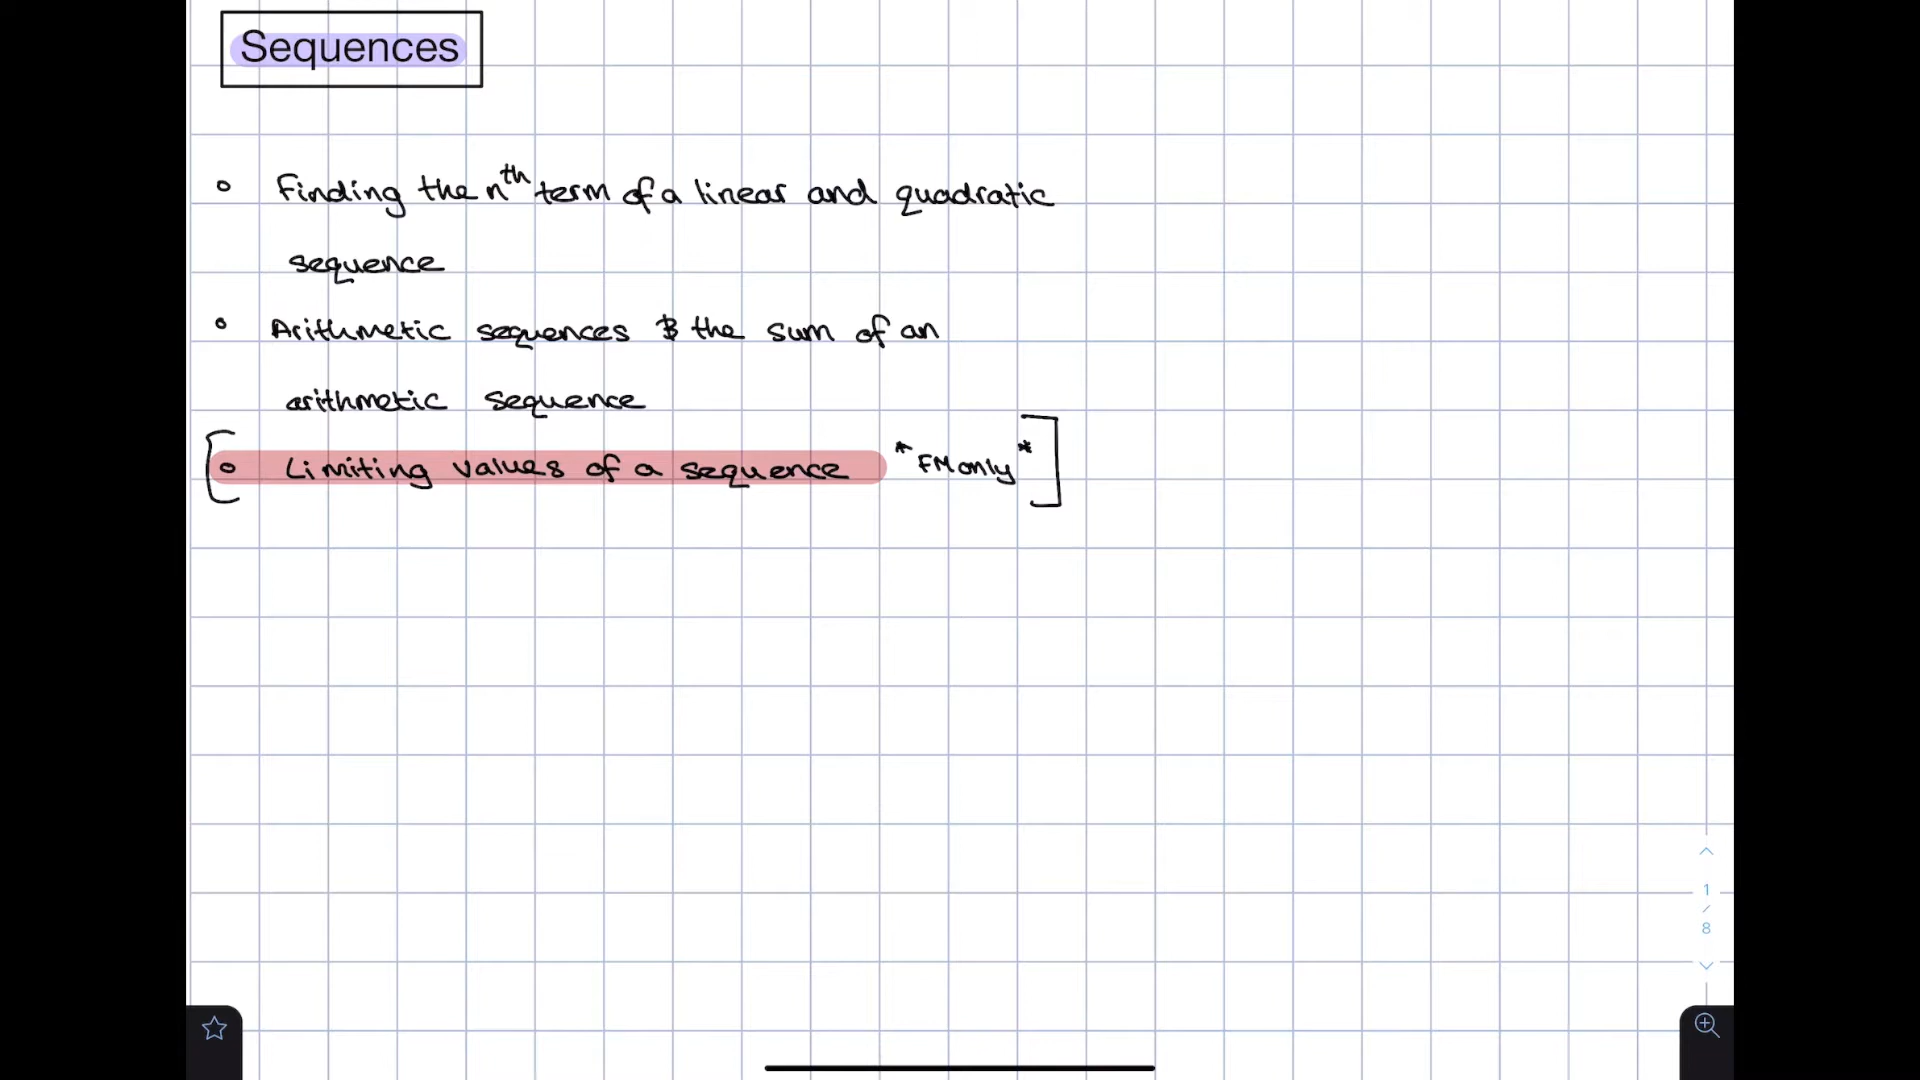 Sequences
• Finding the nth term of a linear and quadratic
sequence
• Arithmetic sequences & the sum of an
arithmetic sequence
[• Limiting values of a sequence *FM only*]
1
/
8